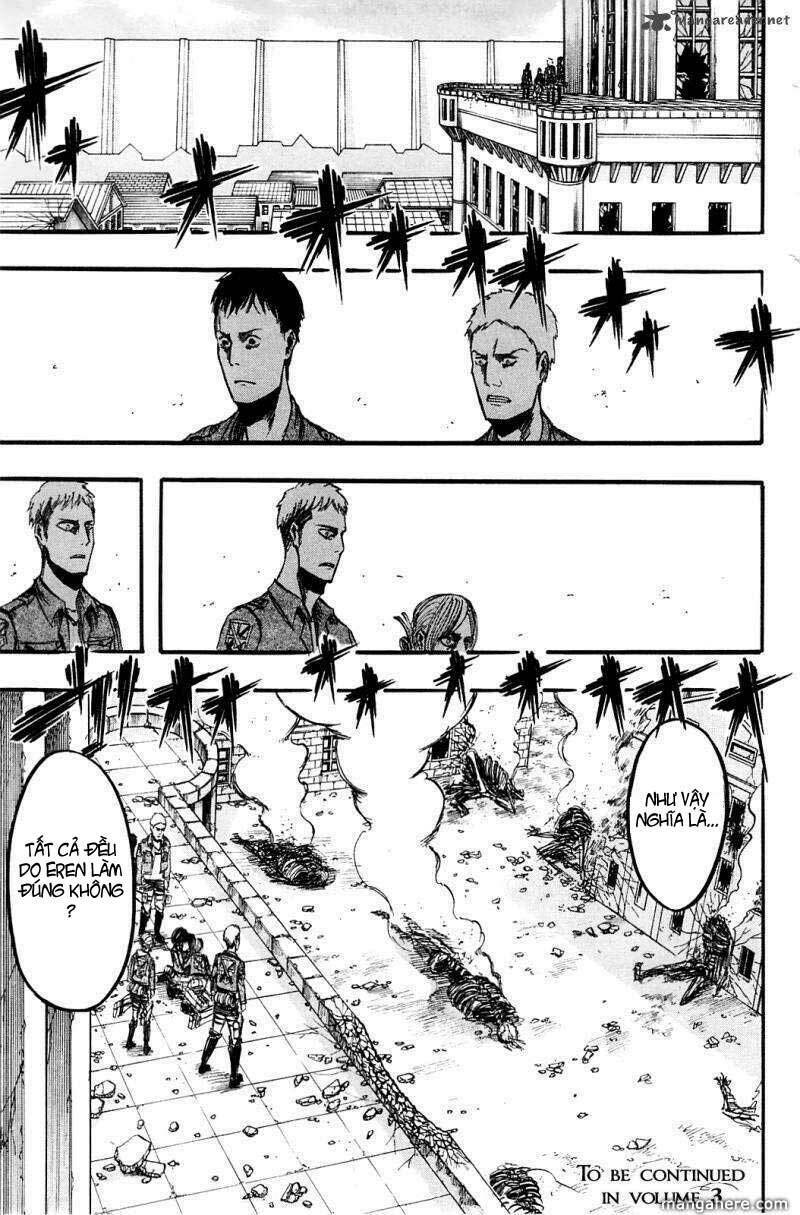 Mangareader.net
NHƯ VẬY
NGHĨA LÀ...
TẤT CẢ ĐỀU
DO EREN LÀM
ĐÚNG KHÔNG
?
TO BE CONTINUED
IN VOLUME 3
mangahere.com